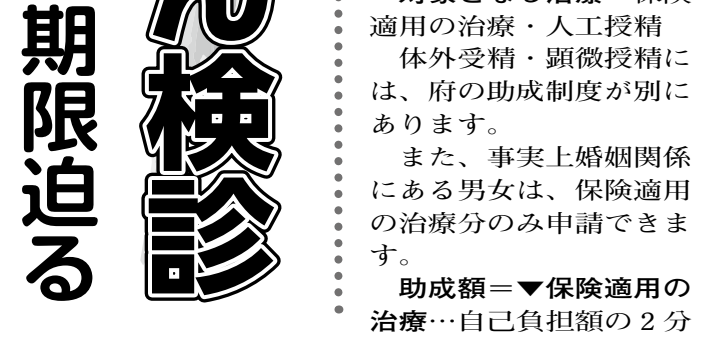 期限迫る
ん検診
対象となる治療＝保険
適用の治療・人工授精
　体外受精・顕微授精に
は、府の助成制度が別に
あります。
　また、事実上婚姻関係
にある男女は、保険適用
の治療分のみ申請できま
す。
　助成額＝▼保険適用の
治療…自己負担額の２分